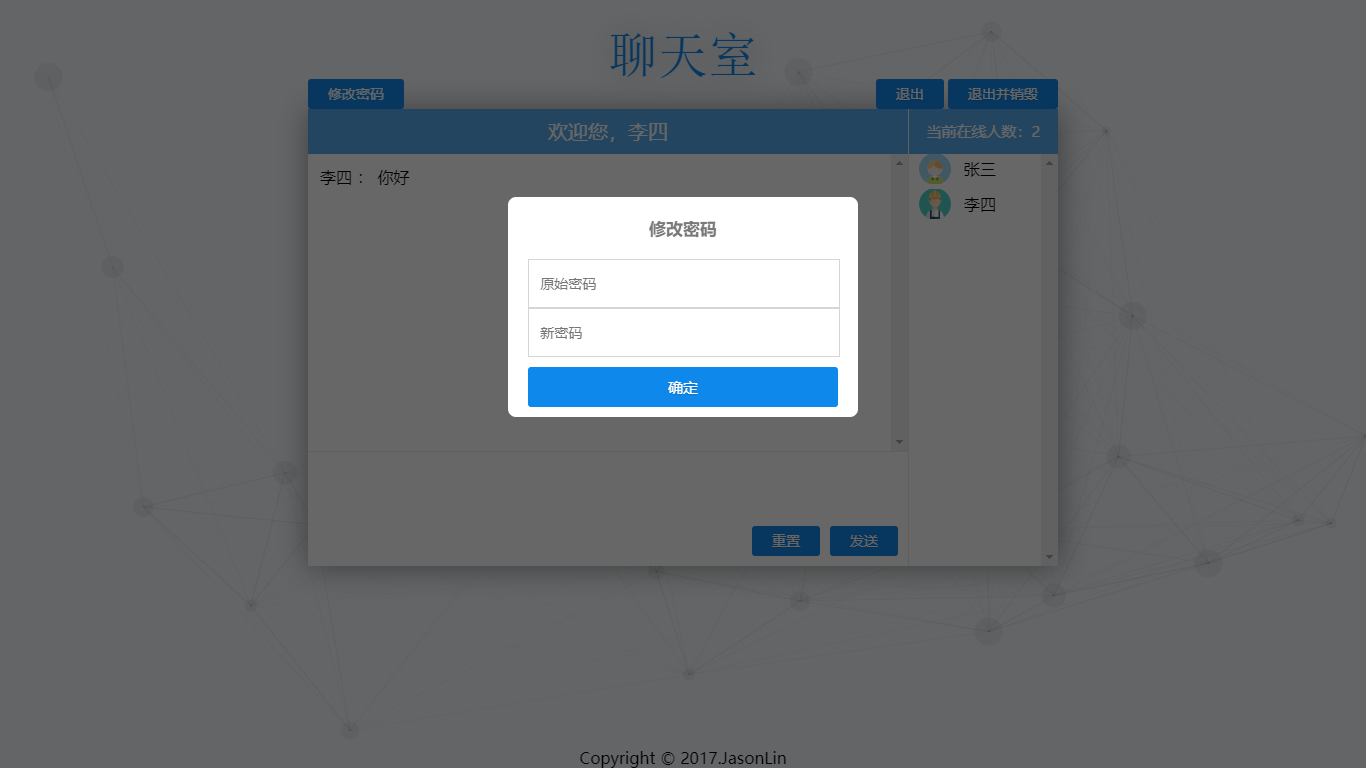 聊天室
修改密码
退出
退出并销毁
欢迎您，李四
当前在线人数：2
李四： 你好
张三
李四
修改密码
原始密码
新密码
确定
重置
发送
Copyright © 2017.JasonLin